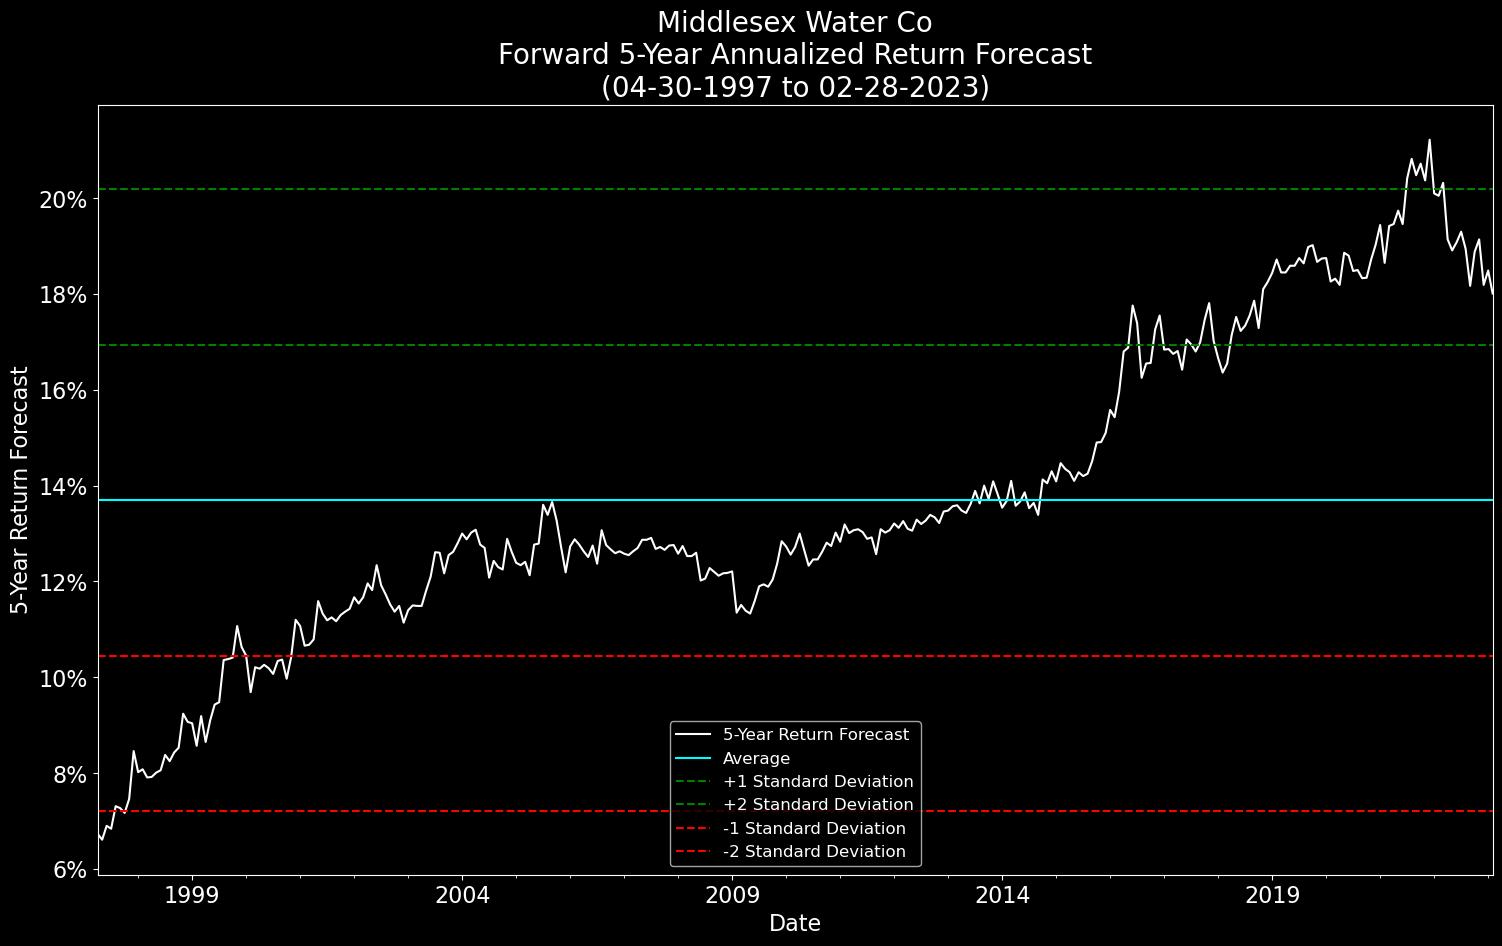 Middlesex Water Co
Forward 5-Year Annualized Return Forecast
(04-30-1997 to 02-28-2023)
5-Year Return Forecast
20%
18%
16%
14%
12%
10%
8%
6%
5-Year Return Forecast
Average
+1 Standard Deviation
+2 Standard Deviation
-1 Standard Deviation
-2 Standard Deviation
1999
2004
2009
2014
2019
Date